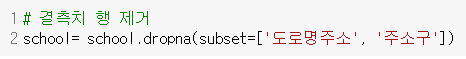 1 # 결측치 행 제거
2 school= school.dropna(subset=['도로명주소', '주소구'])